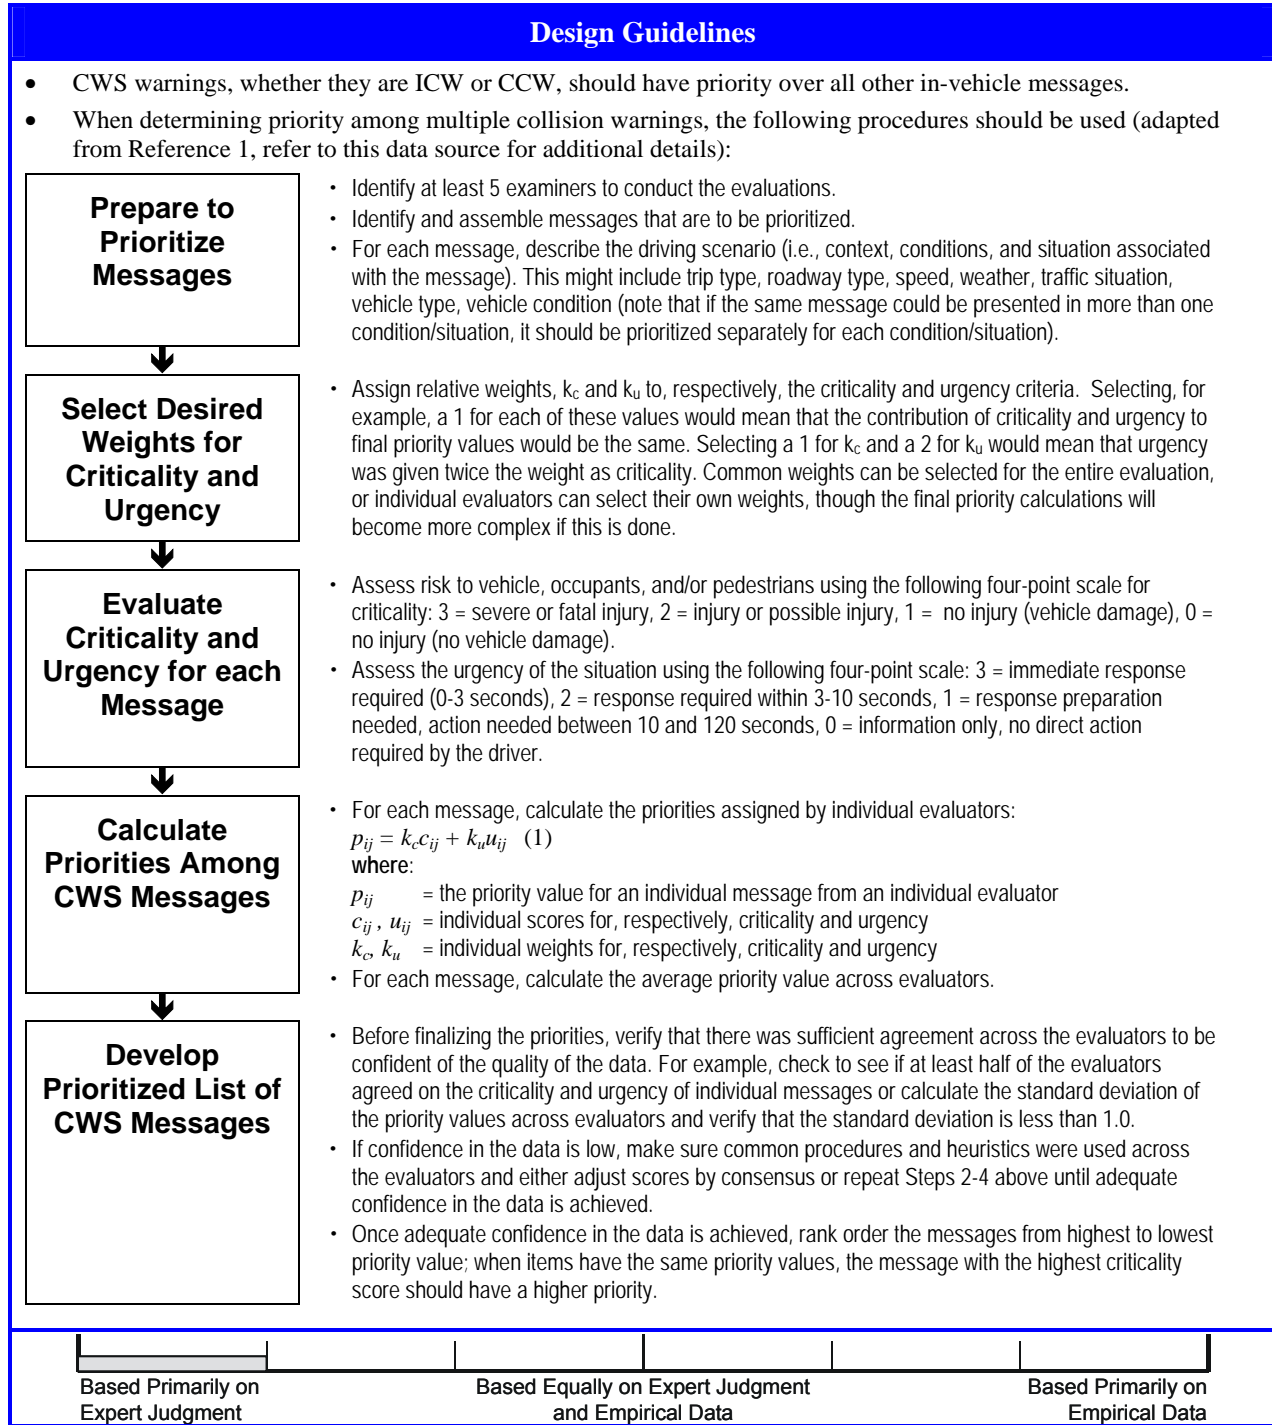 Design Guidelines
• CWS warnings, whether they are ICW or CCW, should have priority over all other in-vehicle messages.
• When determining priority among multiple collision warnings, the following procedures should be used (adapted
from Reference 1, refer to this data source for additional details):
Prepare to
Prioritize
Messages
• Identify at least 5 examiners to conduct the evaluations.
• Identify and assemble messages that are to be prioritized.
• For each message, describe the driving scenario (i.e., context, conditions, and situation associated
with the message). This might include trip type, roadway type, speed, weather, traffic situation,
vehicle type, vehicle condition (note that if the same message could be presented in more than one
condition/situation, it should be prioritized separately for each condition/situation).
Select Desired
Weights for
Criticality and
Urgency
• Assign relative weights, kc and ku to, respectively, the criticality and urgency criteria. Selecting, for
example, a 1 for each of these values would mean that the contribution of criticality and urgency to
final priority values would be the same. Selecting a 1 for kc and a 2 for ku would mean that urgency
was given twice the weight as criticality. Common weights can be selected for the entire evaluation,
or individual evaluators can select their own weights, though the final priority calculations will
become more complex if this is done.
Evaluate
Criticality and
Urgency for each
Message
• Assess risk to vehicle, occupants, and/or pedestrians using the following four-point scale for
criticality: 3 = severe or fatal injury, 2 = injury or possible injury, 1 = no injury (vehicle damage), 0 =
no injury (no vehicle damage).
• Assess the urgency of the situation using the following four-point scale: 3 = immediate response
required (0-3 seconds), 2 = response required within 3-10 seconds, 1 = response preparation
needed, action needed between 10 and 120 seconds, 0 = information only, no direct action
required by the driver.
Calculate
Priorities Among
CWS Messages
• For each message, calculate the priorities assigned by individual evaluators:
pij = kccij + kuuij (1)
where:
pij = the priority value for an individual message from an individual evaluator
cij , uij = individual scores for, respectively, criticality and urgency
kc, ku = individual weights for, respectively, criticality and urgency
• For each message, calculate the average priority value across evaluators.
Develop
Prioritized List of
CWS Messages
• Before finalizing the priorities, verify that there was sufficient agreement across the evaluators to be
confident of the quality of the data. For example, check to see if at least half of the evaluators
agreed on the criticality and urgency of individual messages or calculate the standard deviation of
the priority values across evaluators and verify that the standard deviation is less than 1.0.
• If confidence in the data is low, make sure common procedures and heuristics were used across
the evaluators and either adjust scores by consensus or repeat Steps 2-4 above until adequate
confidence in the data is achieved.
• Once adequate confidence in the data is achieved, rank order the messages from highest to lowest
priority value; when items have the same priority values, the message with the highest criticality
score should have a higher priority.
Based Primarily on
Expert Judgment
Based Equally on Expert Judgment
and Empirical Data
Based Primarily on
Empirical Data